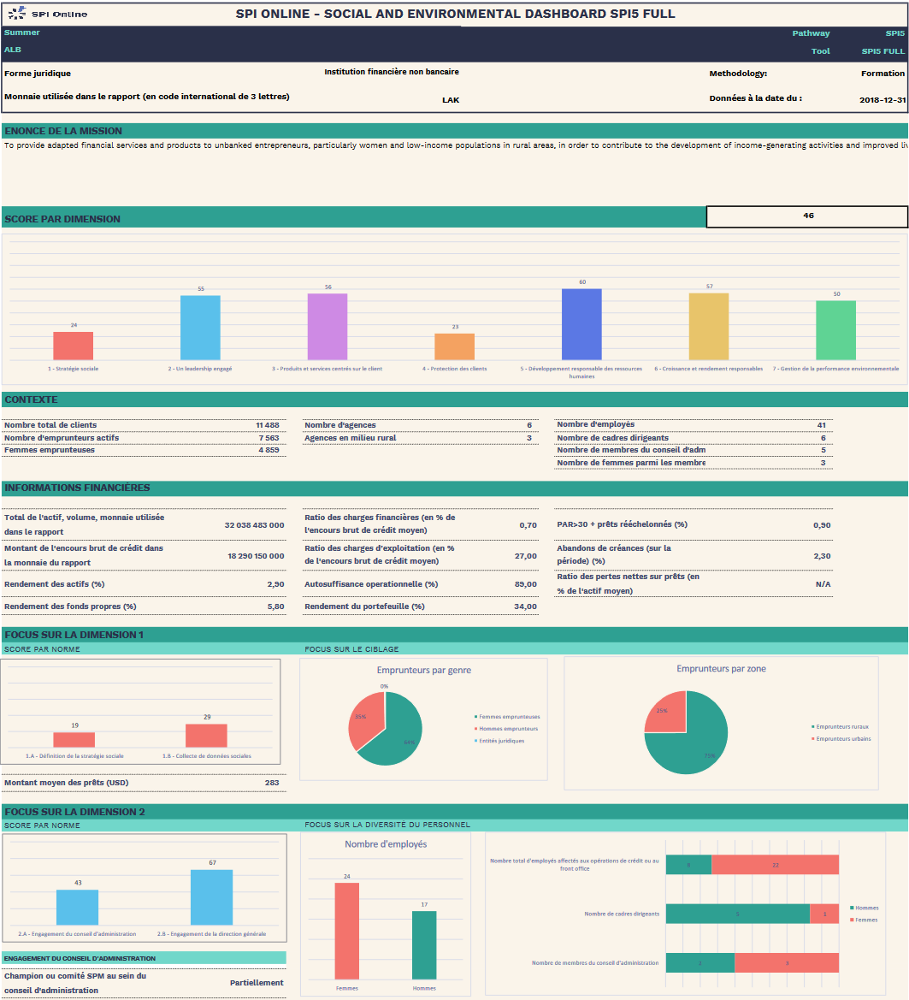 SPI Online
SPI ONLINE - SOCIAL AND ENVIRONMENTAL DASHBOARD SPI5 FULL
Summer
Pathway SPI5
ALB
Tool SPI5 FULL
Forme juridique
Institution financière non bancaire
Methodology: Formation
Monnaie utilisée dans le rapport (en code international de 3 lettres)
LAK
Données à la date du : 2018-12-31
ENONCE DE LA MISSION
To provide adapted financial services and products to unbanked entrepreneurs, particularly women and low-income populations in rural areas, in order to contribute to the development of income-generating activities and improved liv
SCORE PAR DIMENSION
46
24
55
56
23
60
57
50
1 - Stratégie sociale
2 - Un leadership engagé
3 - Produits et services centrés sur le client
4 - Protection des clients
5 - Développement responsable des ressources
humaines
6 - Croissance et rendement responsables
7 - Gestion de la performance environnementale
CONTEXTE
Nombre total de clients 11 488
Nombre d'emprunteurs actifs 7 563
Femmes emprunteuses 4 859
Nombre d'agences 6
Agences en milieu rural 3
Nombre d'employés 41
Nombre de cadres dirigeants 6
Nombre de membres du conseil d'adm 5
Nombre de femmes parmi les membre 3
INFORMATIONS FINANCIÈRES
Total de l'actif, volume, monnaie utilisée
dans le rapport
32 038 483 000
Montant de l'encours brut de crédit dans
la monnaie du rapport
18 290 150 000
Rendement des actifs (%) 2,90
Rendement des fonds propres (%) 5,80
Ratio des charges financières (en % de
l'encours brut de crédit moyen)
0,70
Ratio des charges d'exploitation (en %
de l'encours brut de crédit moyen)
27,00
Autosuffisance operationnelle (%) 89,00
Rendement du portefeuille (%) 34,00
PAR>30 + prêts rééchelonnés (%) 0,90
Abandons de créances (sur la
période) (%)
2,30
Ratio des pertes nettes sur prêts (en
% de l'actif moyen)
N/A
FOCUS SUR LA DIMENSION 1
SCORE PAR NORME
FOCUS SUR LE CIBLAGE
19
29
1.A - Définition de la stratégie sociale
1.B - Collecte de données sociales
Emprunteurs par genre
0%
35%
64%
Femmes emprunteuses
Hommes emprunteurs
Entités juridiques
Emprunteurs par zone
25%
75%
Emprunteurs ruraux
Emprunteurs urbains
Montant moyen des prêts (USD) 283
FOCUS SUR LA DIMENSION 2
SCORE PAR NORME
FOCUS SUR LA DIVERSITÉ DU PERSONNEL
43
67
2.A - Engagement du conseil d'administration
2.B - Engagement de la direction générale
Nombre d'employés
24
17
Femmes
Hommes
Nombre total d'employés affectés aux opérations de crédit ou au
front office
8
22
Nombre de cadres dirigeants
5
1
Nombre de membres du conseil d'administration
2
3
Hommes
Femmes
ENGAGEMENT DU CONSEIL D'ADMINISTRATION
Champion ou comité SPM au sein du
conseil d'administration
Partiellement